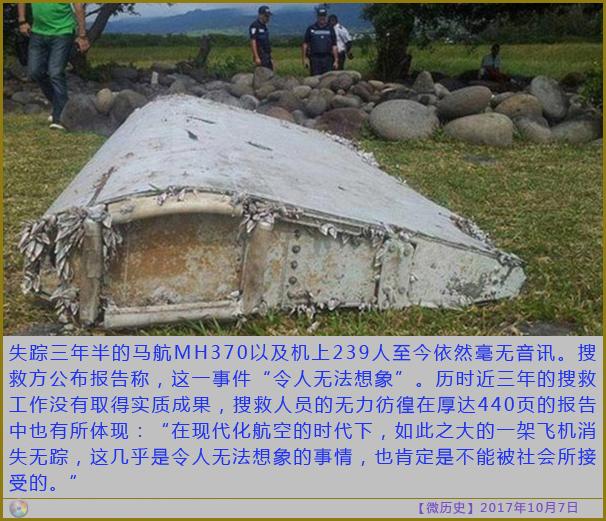 失踪三年半的马航MH370以及机上239人至今依然毫无音讯。搜
救方公布报告称，这一事件“令人无法想象”。历时近三年的搜救
工作没有取得实质成果，搜救人员的无力彷徨在厚达440页的报告
中也有所体现：“在现代化航空的时代下，如此之大的一架飞机消
失无踪，这几乎是令人无法想象的事情，也肯定是不能被社会所接
受的。”
【微历史】2017年10月7日